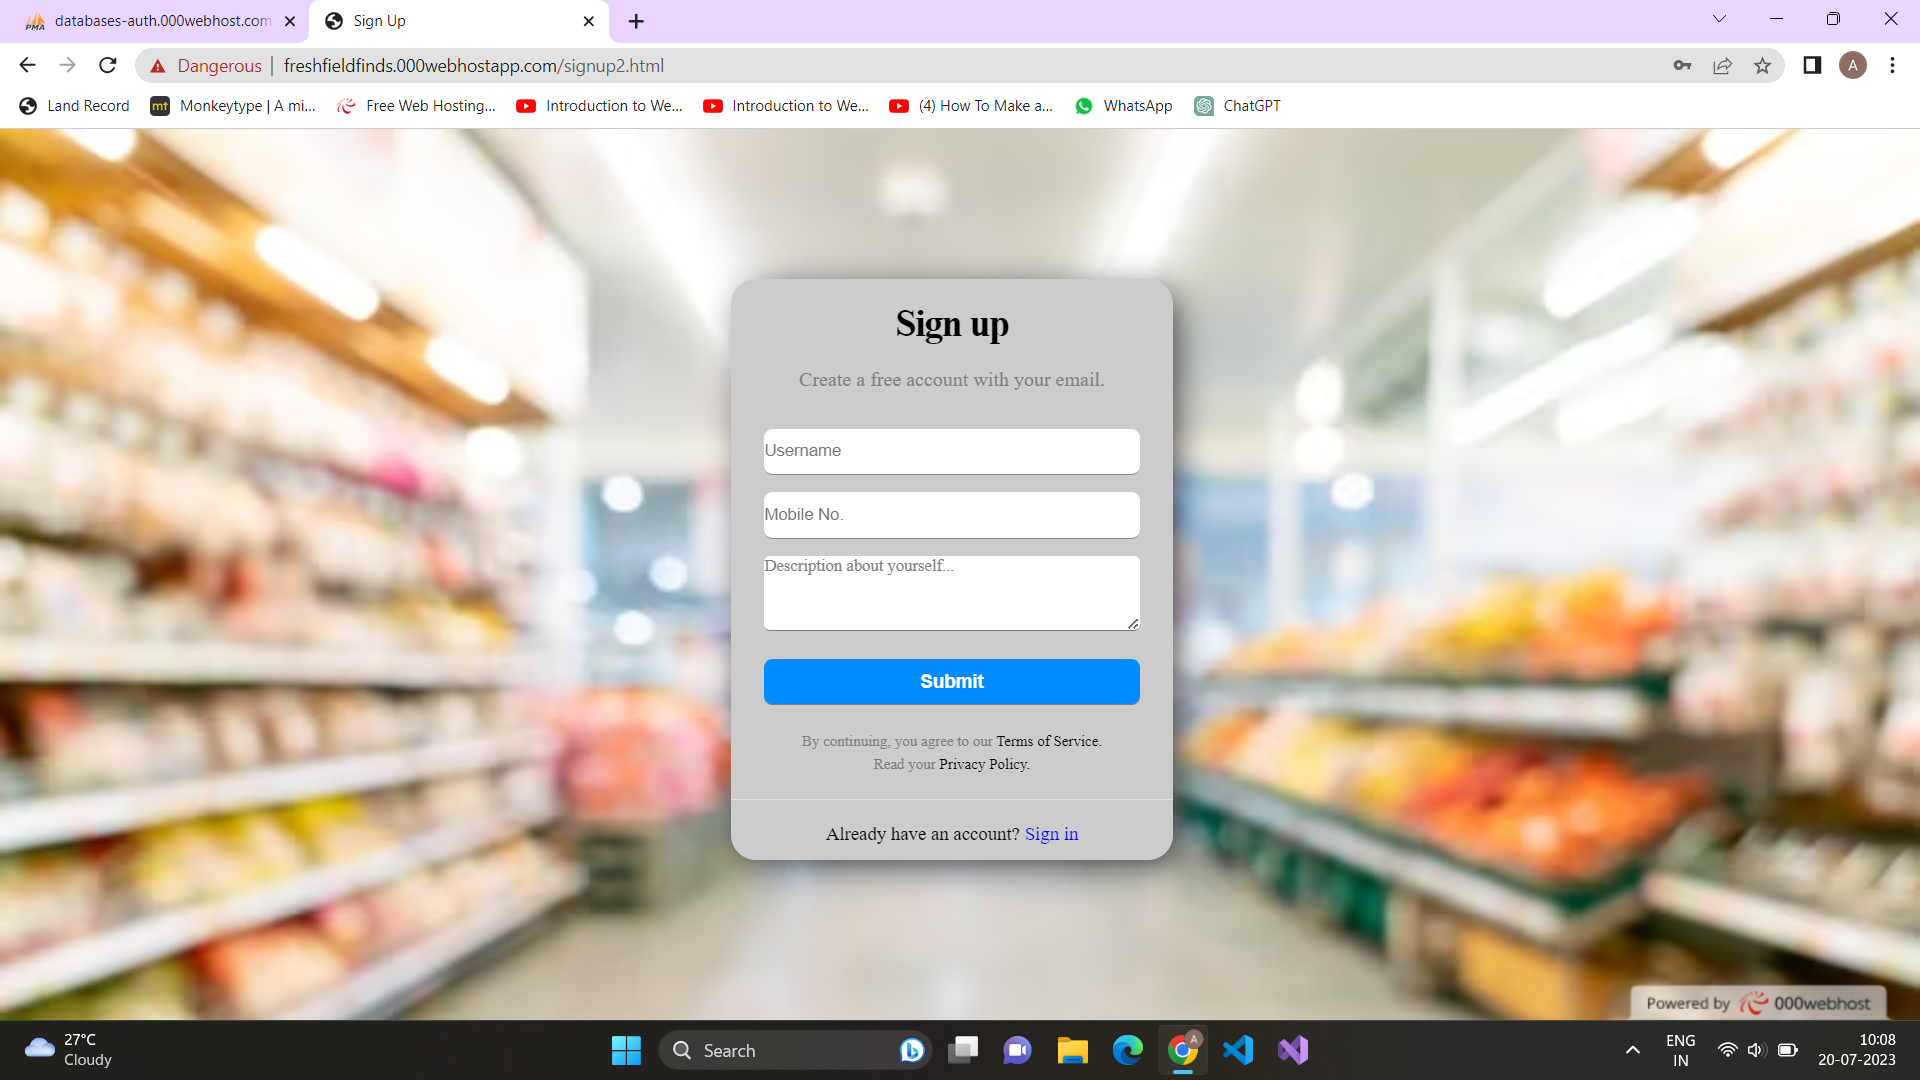 databases-auth.000webhost.com
Sign Up
Dangerous
freshfieldfinds.000webhostapp.com/signup2.html
A
Land Record
mt
Monkeytype | A mi...
Free Web Hosting...
Introduction to We...
Introduction to We...
(4) How To Make a...
WhatsApp
ChatGPT
PMA
Sign up
Create a free account with your email.
Username
Mobile No.
Description about yourself...
Submit
By continuing, you agree to our Terms of Service.
Read your Privacy Policy.
Already have an account? Sign in
Powered by 000webhost
27°C
Cloudy
Search
A
ENG
IN
10:08
20-07-2023